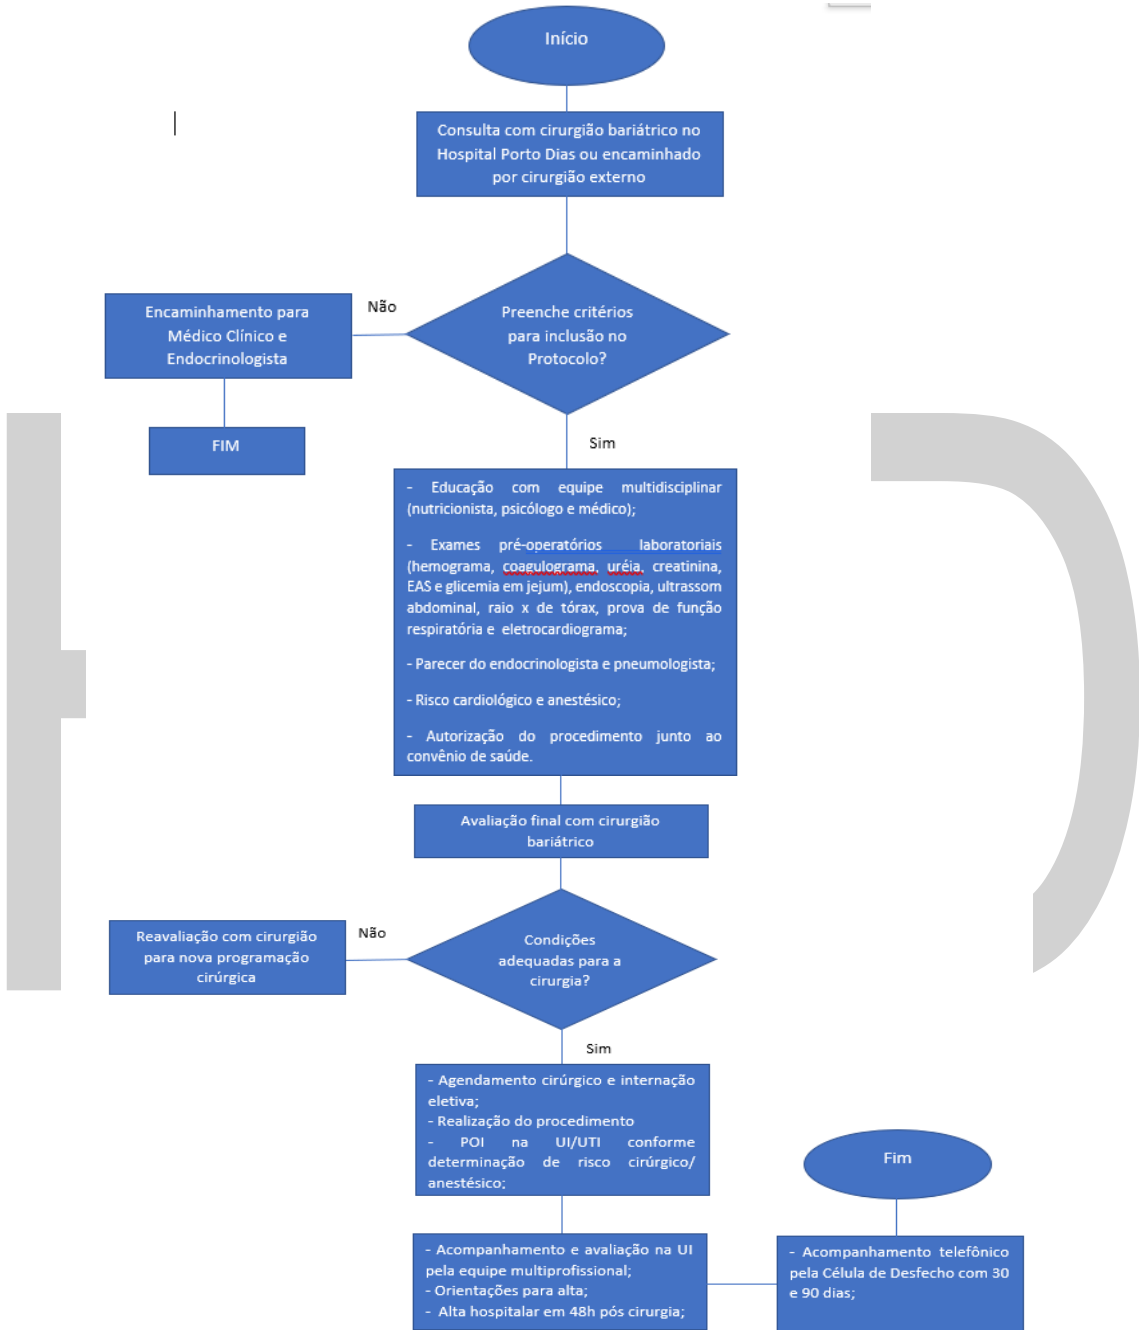 Início
Consulta com cirurgião bariátrico no
Hospital Porto Dias ou encaminhado
por cirurgião externo
Preenche critérios
para inclusão no
Protocolo?
Não
Encaminhamento para
Médico Clínico e
Endocrinologista
FIM
Sim
- Educação com equipe multidisciplinar
(nutricionista, psicólogo e médico);
- Exames pré-operatórios laboratoriais
(hemograma, coagulograma, uréia, creatinina,
EAS e glicemia em jejum), endoscopia, ultrassom
abdominal, raio x de tórax, prova de função
respiratória e eletrocardiograma;
- Parecer do endocrinologista e pneumologista;
- Risco cardiológico e anestésico;
- Autorização do procedimento junto ao
convênio de saúde.
Avaliação final com cirurgião
bariátrico
Condições
adequadas para a
cirurgia?
Não
Reavaliação com cirurgião
para nova programação
cirúrgica
Sim
- Agendamento cirúrgico e internação
eletiva;
- Realização do procedimento
- POI na UI/UTI conforme
determinação de risco cirúrgico/
anestésico;
- Acompanhamento e avaliação na UI
pela equipe multiprofissional;
- Orientações para alta;
- Alta hospitalar em 48h pós cirurgia;
- Acompanhamento telefônico
pela Célula de Desfecho com 30
e 90 dias;
Fim